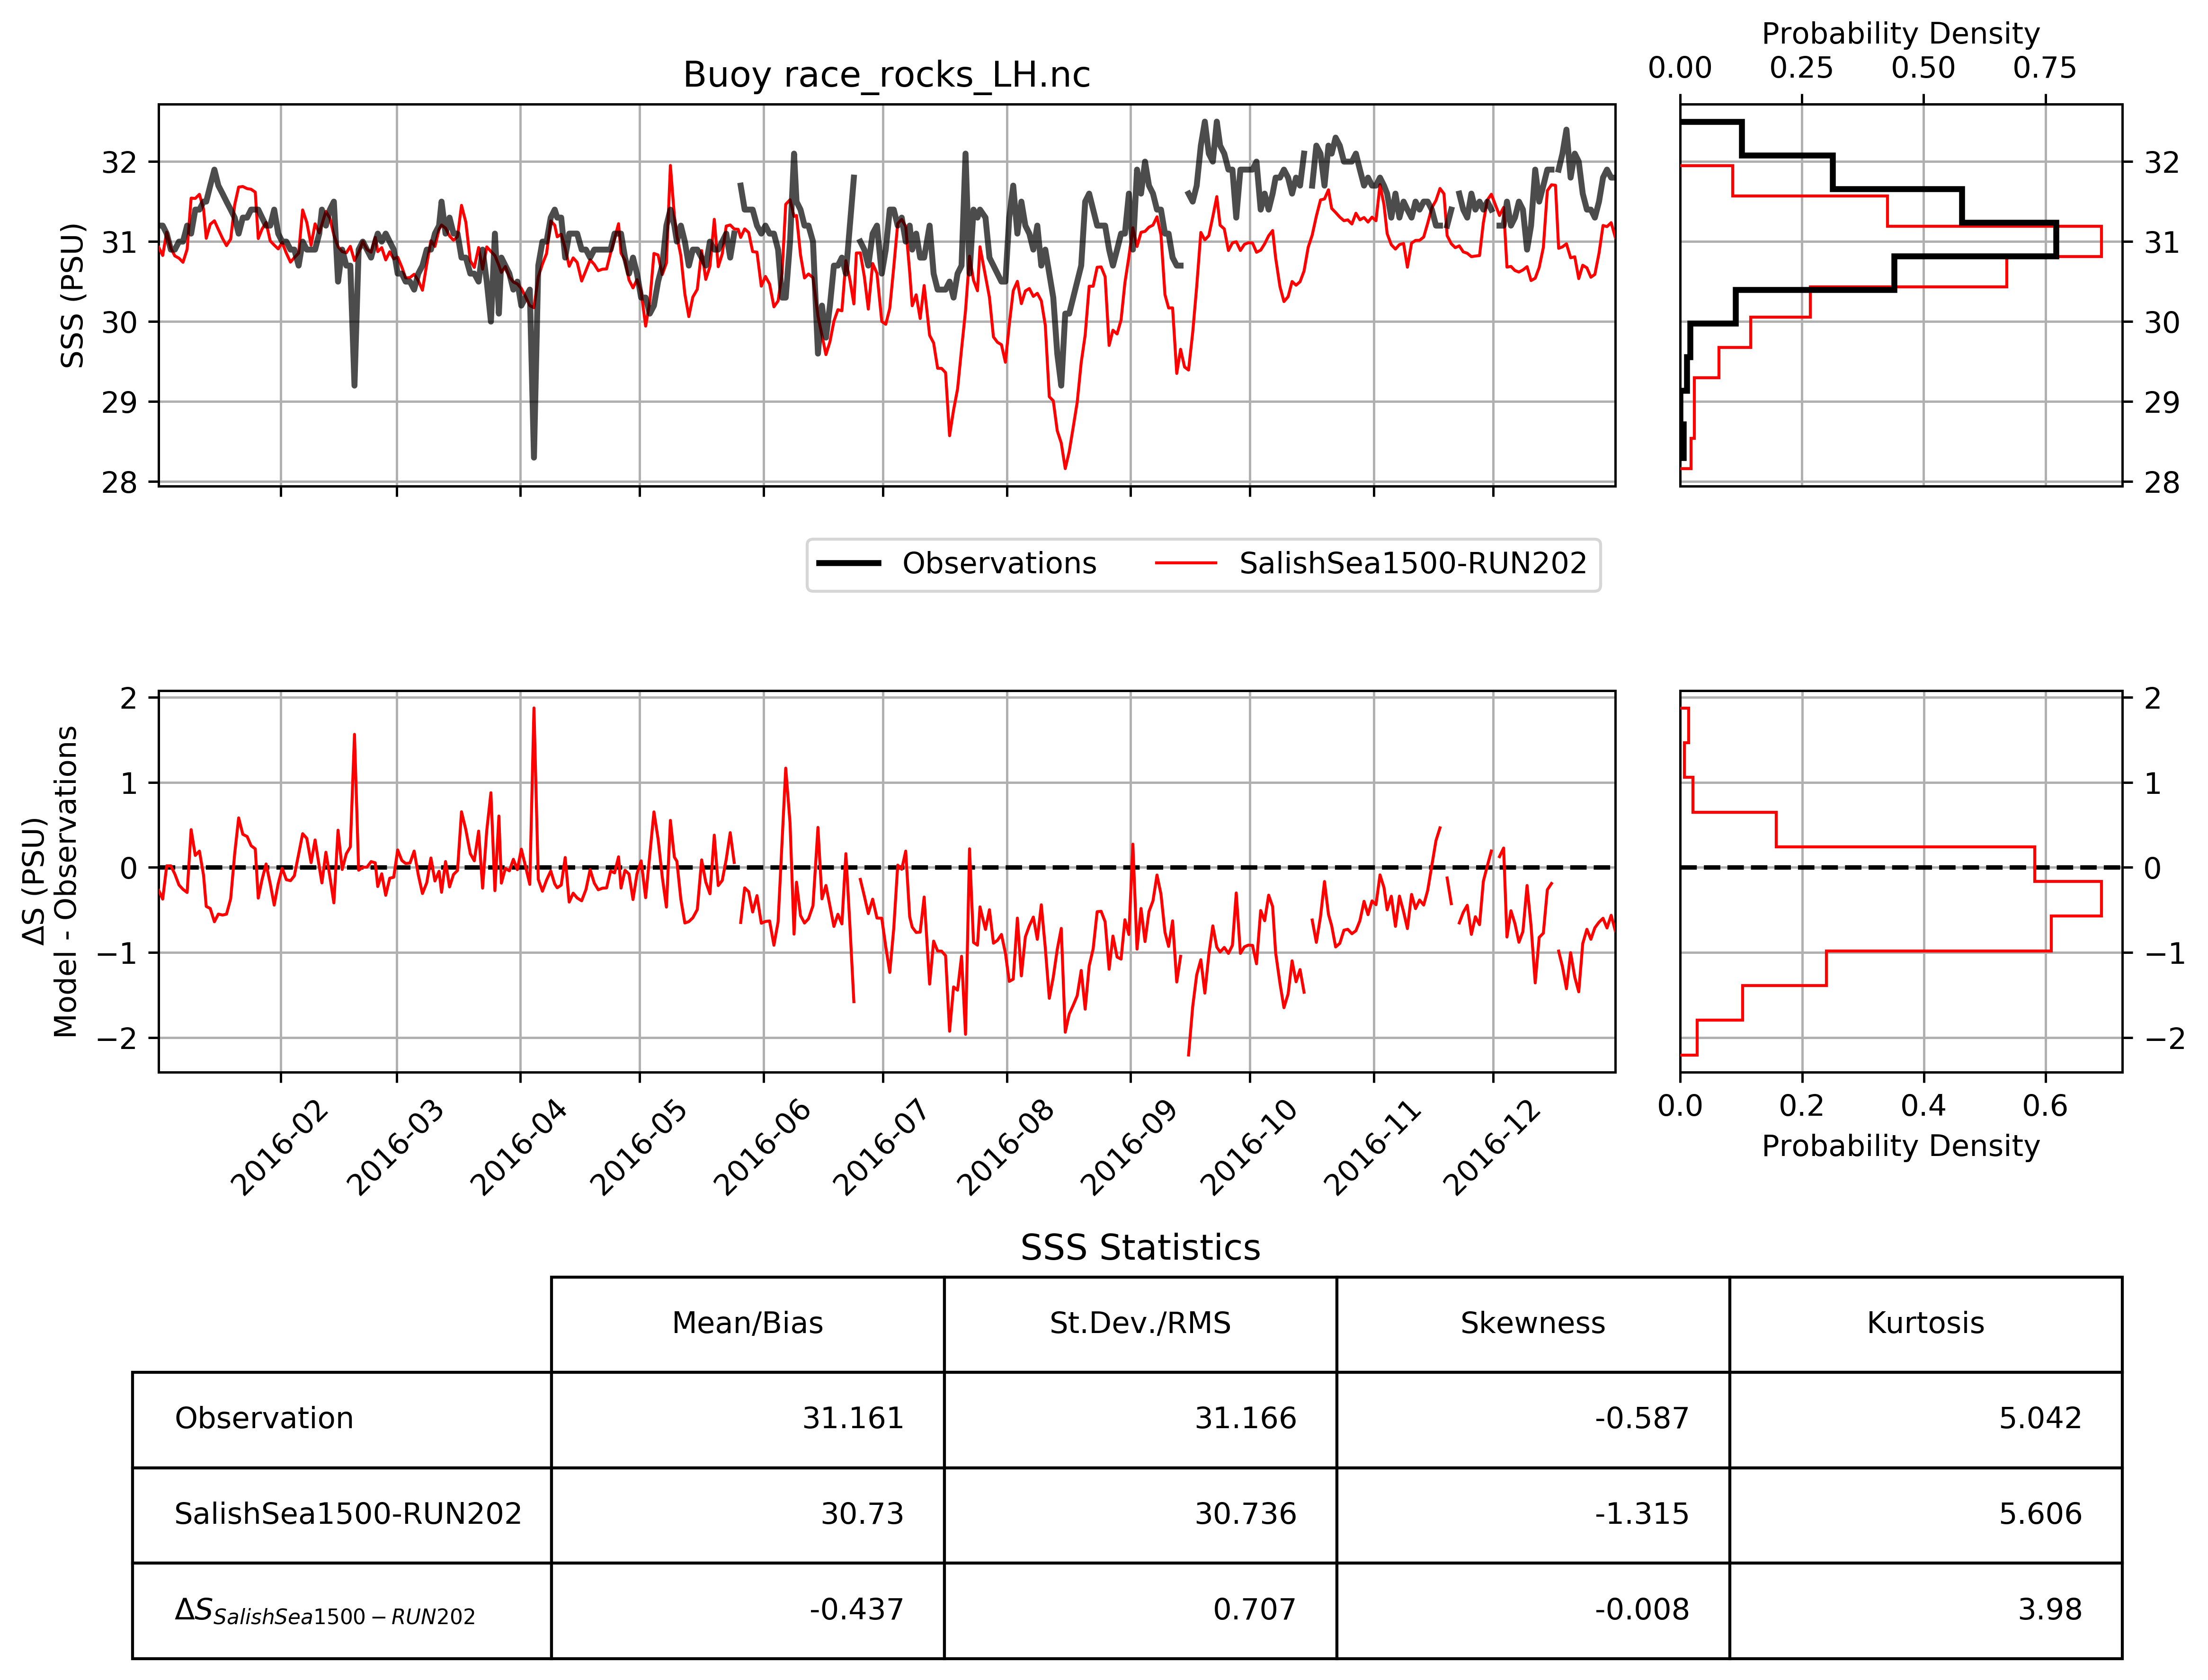 Probability Density
0.00 0.25 0.50 0.75
Buoy race_rocks_LH.nc
SSS (PSU)
32
31
30
29
28
32
31
30
29
28
Observations SalishSea1500-RUN202
ΔS (PSU)
Model - Observations
2
1
0
−1
−2
2
1
0
−1
−2
2016-02 2016-03 2016-04 2016-05 2016-06 2016-07 2016-08 2016-09 2016-10 2016-11 2016-12
0.0 0.2 0.4 0.6
Probability Density
SSS Statistics
Mean/Bias St.Dev./RMS Skewness Kurtosis
Observation 31.161 31.166 -0.587 5.042
SalishSea1500-RUN202 30.73 30.736 -1.315 5.606
ΔS SalishSea1500−RUN202 -0.437 0.707 -0.008 3.98